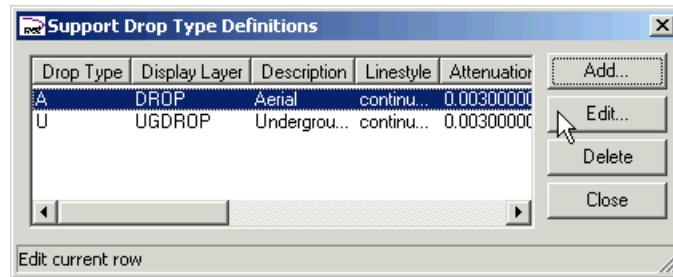 Support Drop Type Definitions
Drop Type Display Layer Description Linestyle Attenuation
A DROP Aerial continu... 0.00300000
U UGDROP Undergrou... continu... 0.00300000
Add...
Edit...
Delete
Close
Edit current row